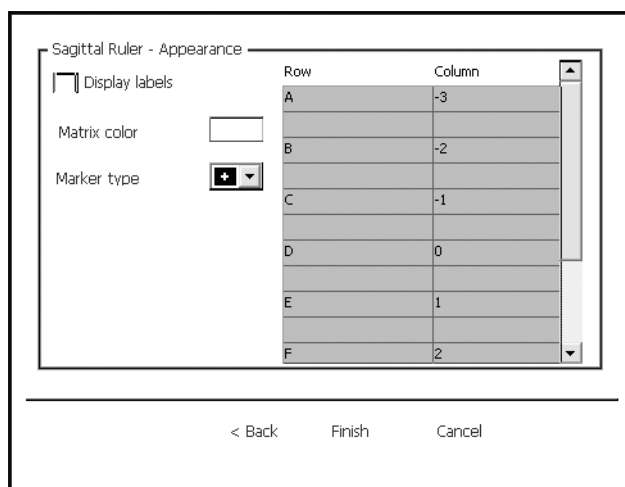 Sagittal Ruler - Appearance
Display labels
Matrix color
Marker type
Row Column
A -3
B -2
C -1
D 0
E 1
F 2
< Back Finish Cancel